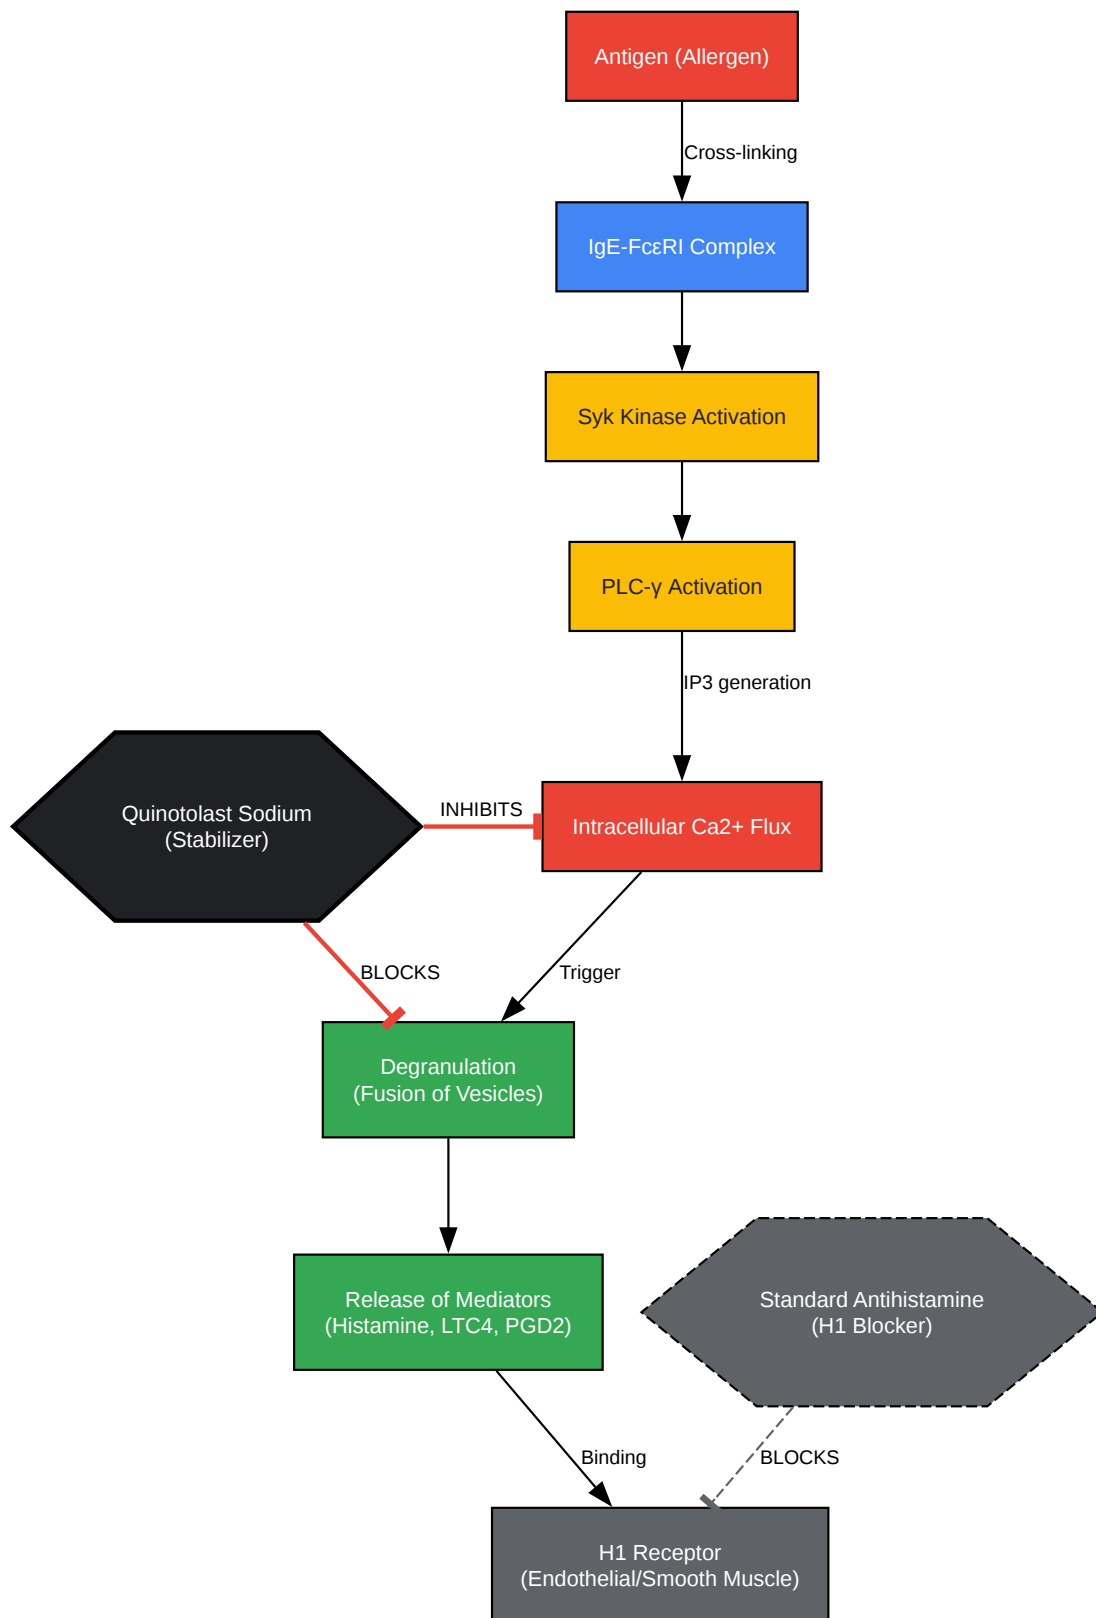 Antigen (Allergen)
Cross-linking
IgE-FcεRI Complex
Syk Kinase Activation
PLC-γ Activation
IP3 generation
Quinotolast Sodium
(Stabilizer)
INHIBITS
Intracellular Ca2+ Flux
BLOCKS
Trigger
Degranulation
(Fusion of Vesicles)
Release of Mediators
(Histamine, LTC4, PGD2)
Standard Antihistamine
(H1 Blocker)
Binding
BLOCKS
H1 Receptor
(Endothelial/Smooth Muscle)